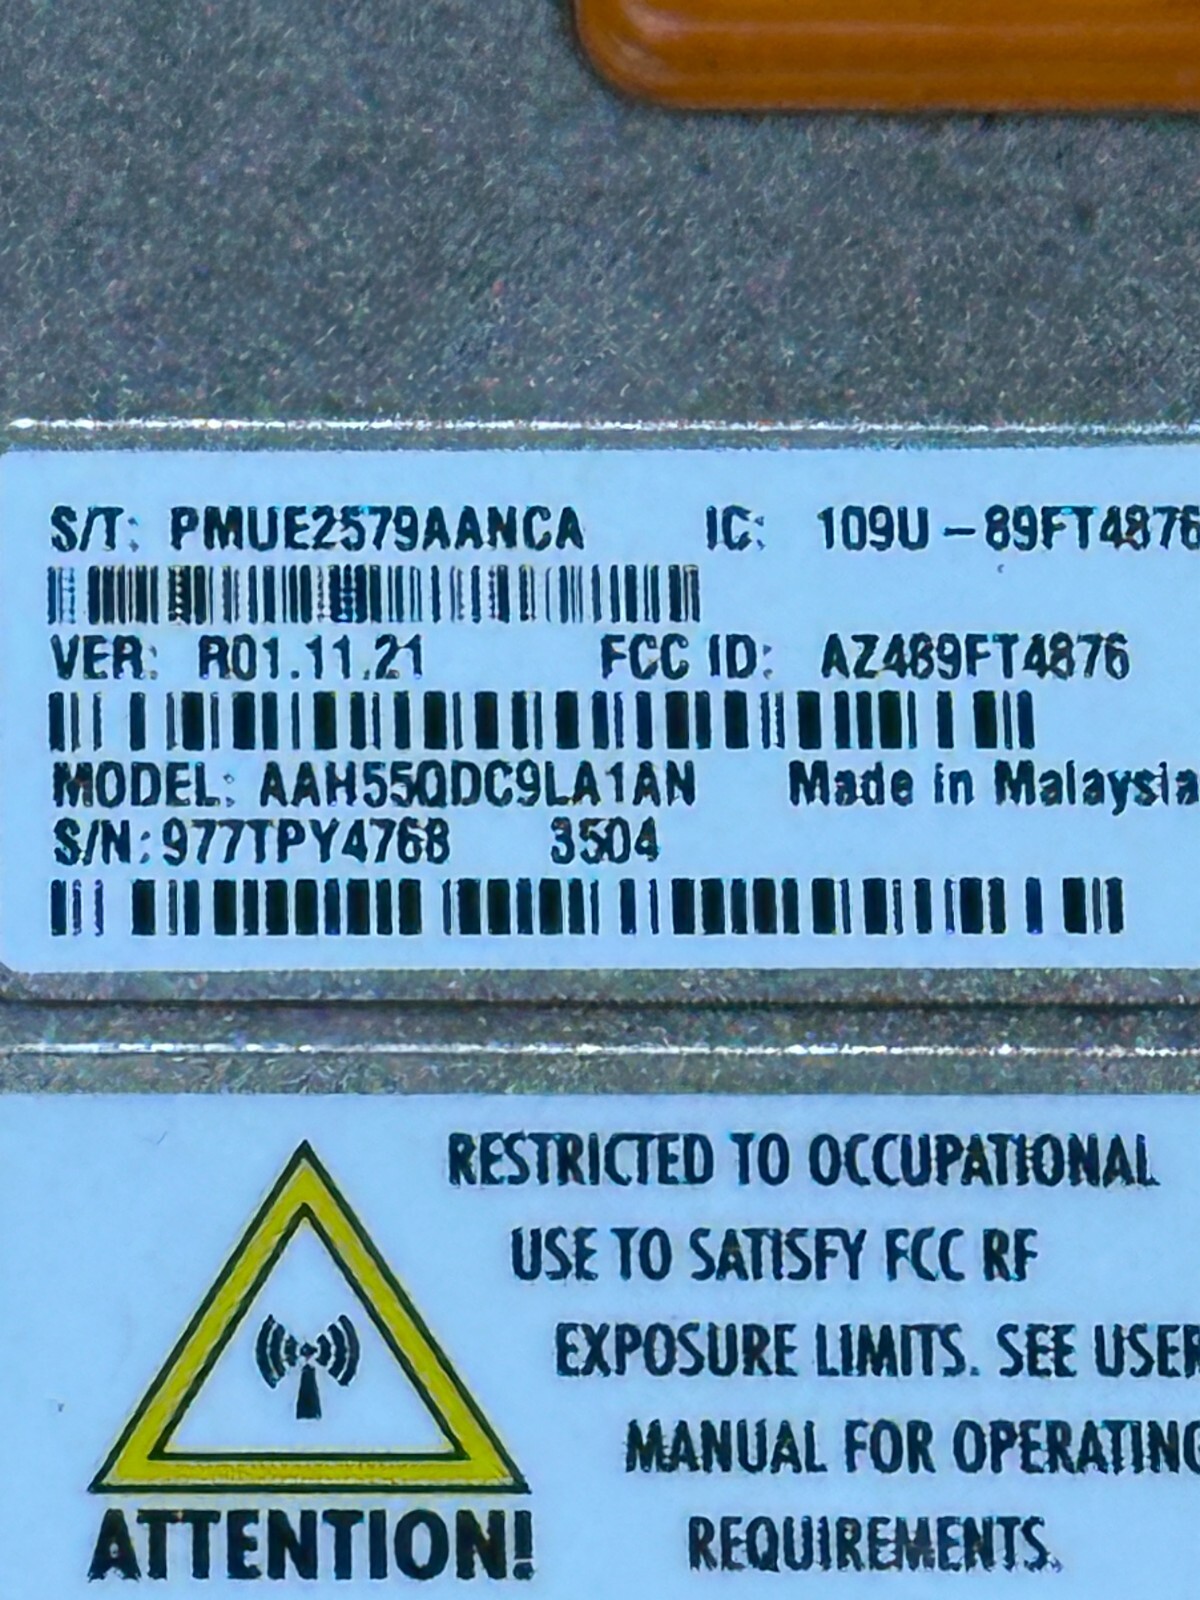 S/T: PMUE2579AANCA IC: 109U-89FT4876
VER: R01.11.21 FCC ID: AZ489FT4876
MODEL: AAH55QDC9LA1AN Made in Malaysia
S/N: 977TPY4768 3504
RESTRICTED TO OCCUPATIONAL
USE TO SATISFY FCC RF
EXPOSURE LIMITS. SEE USER
MANUAL FOR OPERATING
REQUIREMENTS.
ATTENTION!